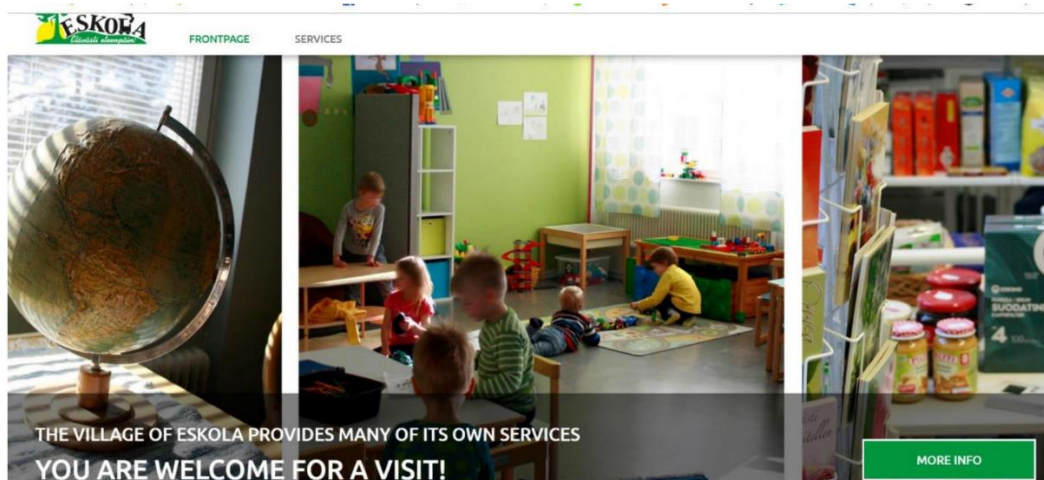 ESKOLA
FRONTPAGE
SERVICES
SUODATIN
4
100
THE VILLAGE OF ESKOLA PROVIDES MANY OF ITS OWN SERVICES
YOU ARE WELCOME FOR A VISIT!
MORE INFO